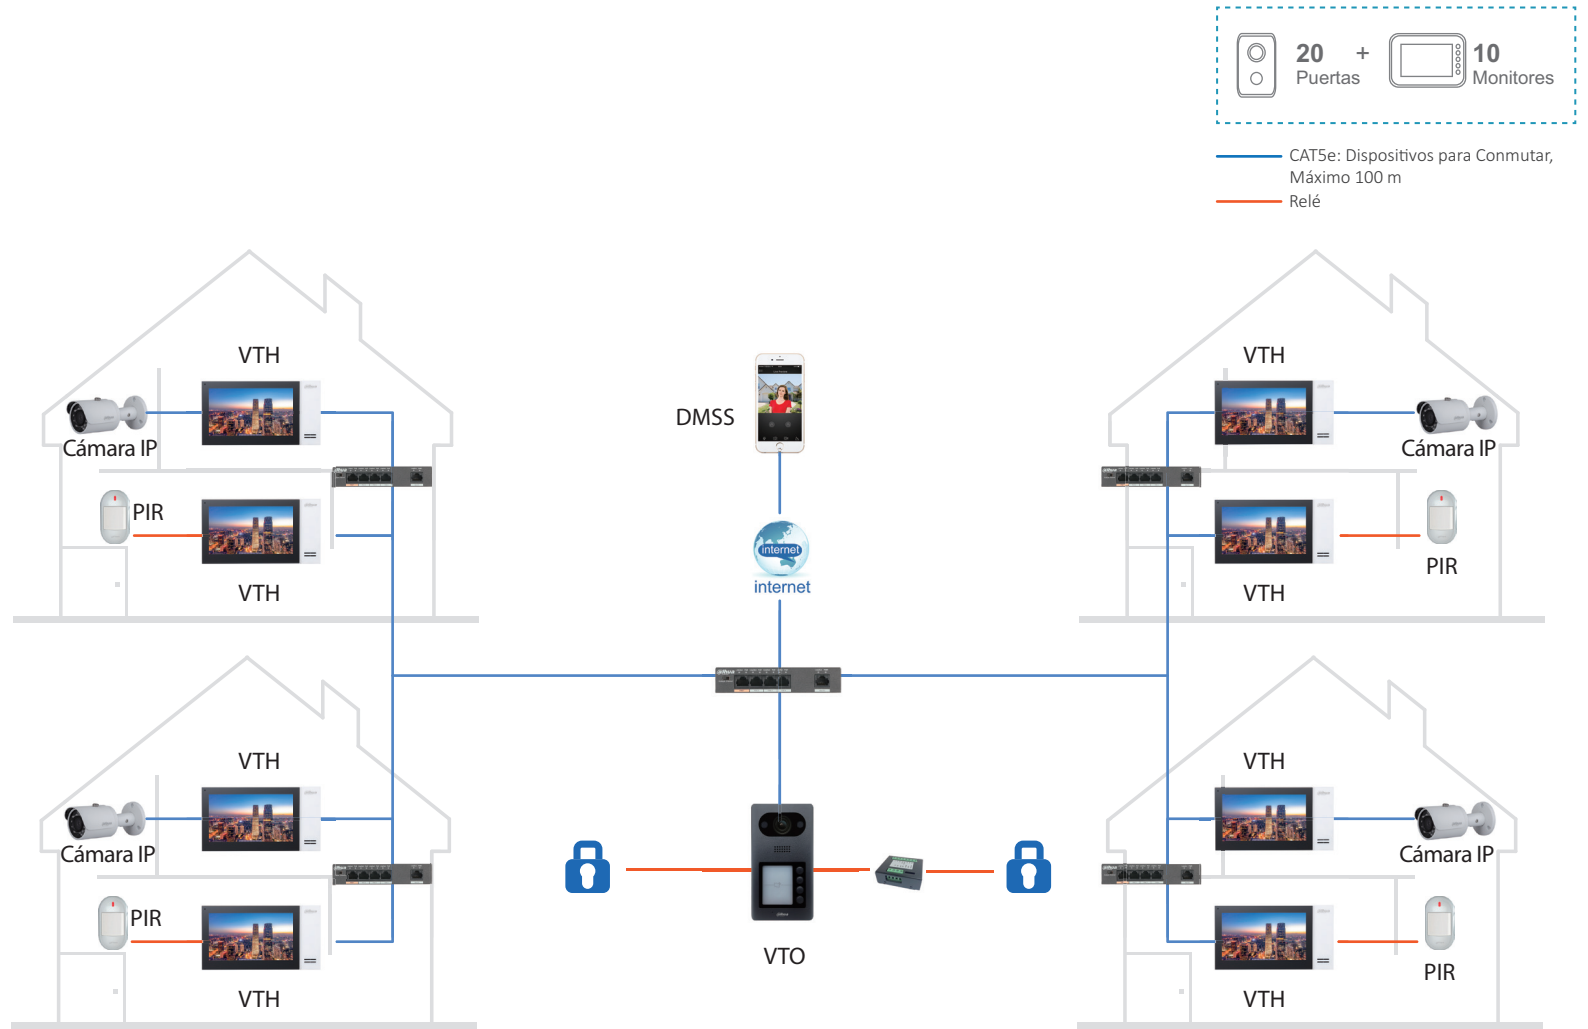 20 + 10
Puertas Monitores
CAT5e: Dispositivos para Conmutar,
Máximo 100 m
Relé
VTH
Cámara IP
PIR
VTH
DMSS
internet
internet
VTH
Cámara IP
PIR
VTH
VTH
Cámara IP
PIR
VTH
VTO
VTH
Cámara IP
PIR
VTH